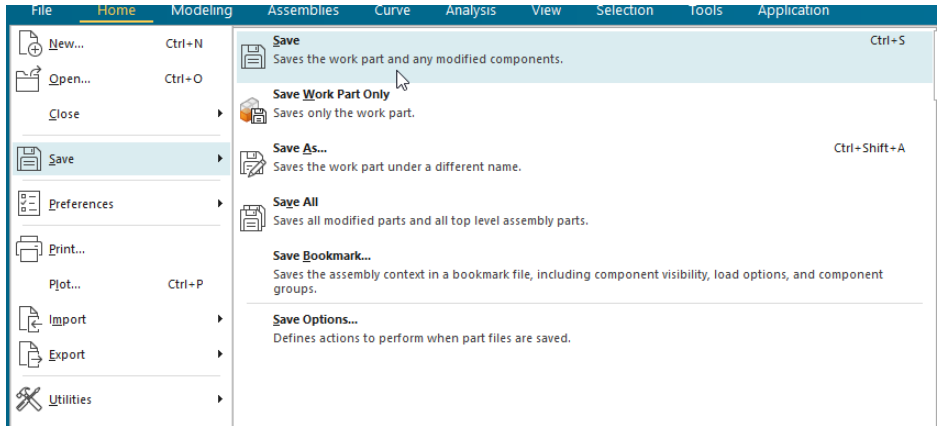 File Home Modeling Assemblies Curve Analysis View Selection Tools Application
New... Ctrl+N
Open... Ctrl+O
Close
Save
Preferences
Print...
Plot... Ctrl+P
Import
Export
Utilities
Save Ctrl+S
Saves the work part and any modified components.
Save Work Part Only
Saves only the work part.
Save As... Ctrl+Shift+A
Saves the work part under a different name.
Save All
Saves all modified parts and all top level assembly parts.
Save Bookmark...
Saves the assembly context in a bookmark file, including component visibility, load options, and component
groups.
Save Options...
Defines actions to perform when part files are saved.